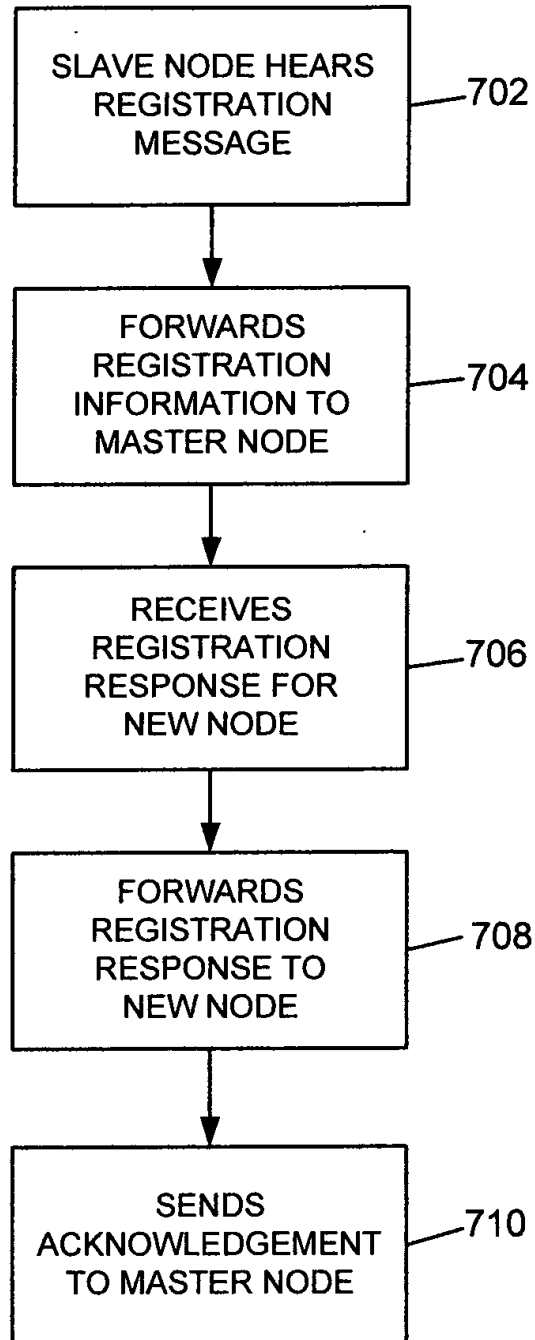 SLAVE NODE HEARS
REGISTRATION
MESSAGE
702
FORWARDS
REGISTRATION
INFORMATION TO
MASTER NODE
704
RECEIVES
REGISTRATION
RESPONSE FOR
NEW NODE
706
FORWARDS
REGISTRATION
RESPONSE TO
NEW NODE
708
SENDS
ACKNOWLEDGEMENT
TO MASTER NODE
710